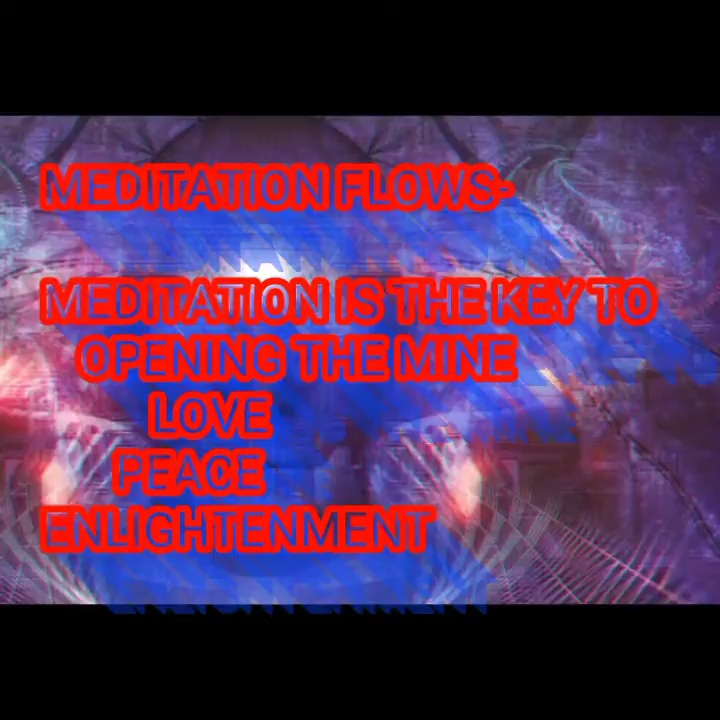 MEDITATION FLOWS-
MEDITATION IS THE KEY TO
OPENING THE MINE
LOVE
PEACE
ENLIGHTENMENT